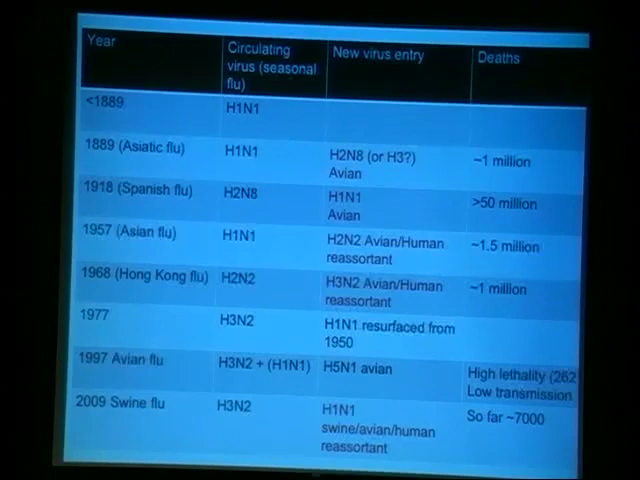 Year Circulating virus (seasonal flu) New virus entry Deaths
<1889 H1N1
1889 (Asiatic flu) H1N1 H2N8 (or H3?) Avian ~1 million
1918 (Spanish flu) H2N8 H1N1 Avian >50 million
1957 (Asian flu) H1N1 H2N2 Avian/Human reassortant ~1.5 million
1968 (Hong Kong flu) H2N2 H3N2 Avian/Human reassortant ~1 million
1977 H3N2 H1N1 resurfaced from 1950
1997 Avian flu H3N2 + (H1N1) H5N1 avian High lethality (262 Low transmission
2009 Swine flu H3N2 H1N1 swine/avian/human reassortant So far ~7000